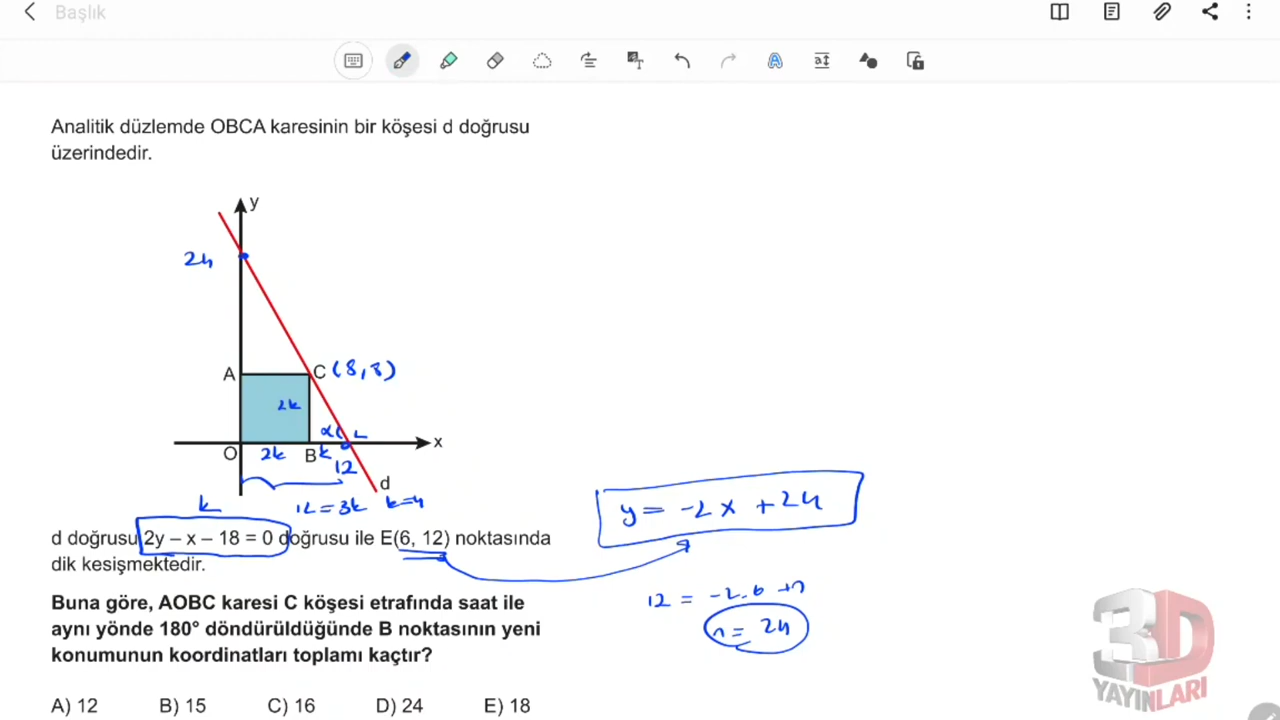 Başlık
Analitik düzlemde OBCA karesinin bir köşesi d doğrusu
üzerindedir.
y
24
A
C (8,8)
2k
α
O
2k
B
k
x
12
d
k
12=3k k=4
y = -2x + 24
d doğrusu 2y – x – 18 = 0 doğrusu ile E(6, 12) noktasında
dik kesişmektedir.
12 = -2.6 +n
n = 24
Buna göre, AOBC karesi C köşesi etrafında saat ile
aynı yönde 180° döndürüldüğünde B noktasının yeni
konumunun koordinatları toplamı kaçtır?
A) 12 B) 15 C) 16 D) 24 E) 18
3D
YAYINLARI